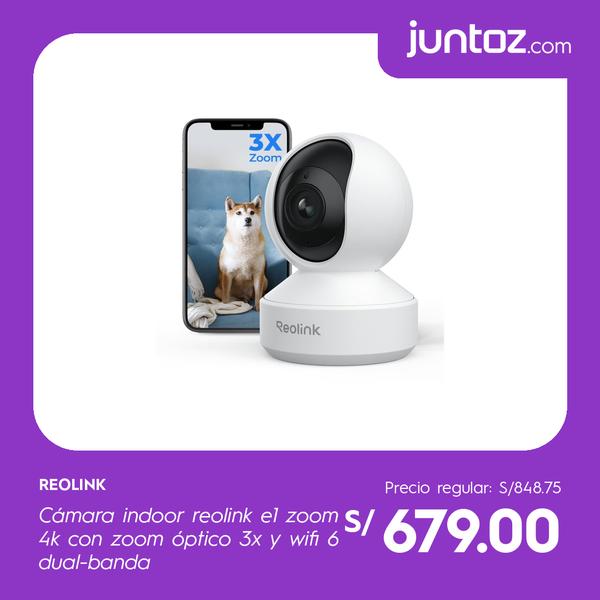 juntoz.com
3X
Zoom
Reolink
REOLINK
Cámara indoor reolink e1 zoom
4k con zoom óptico 3x y wifi 6
dual-banda
Precio regular: S/848.75
S/ 679.00